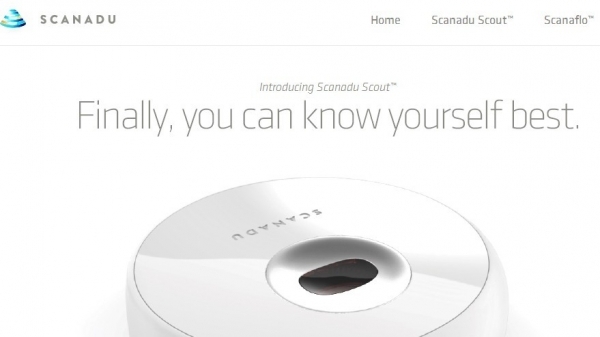 SCANADU
Home Scanadu Scout™ Scanaflo™
Introducing Scanadu Scout™
Finally, you can know yourself best.
SCANADU